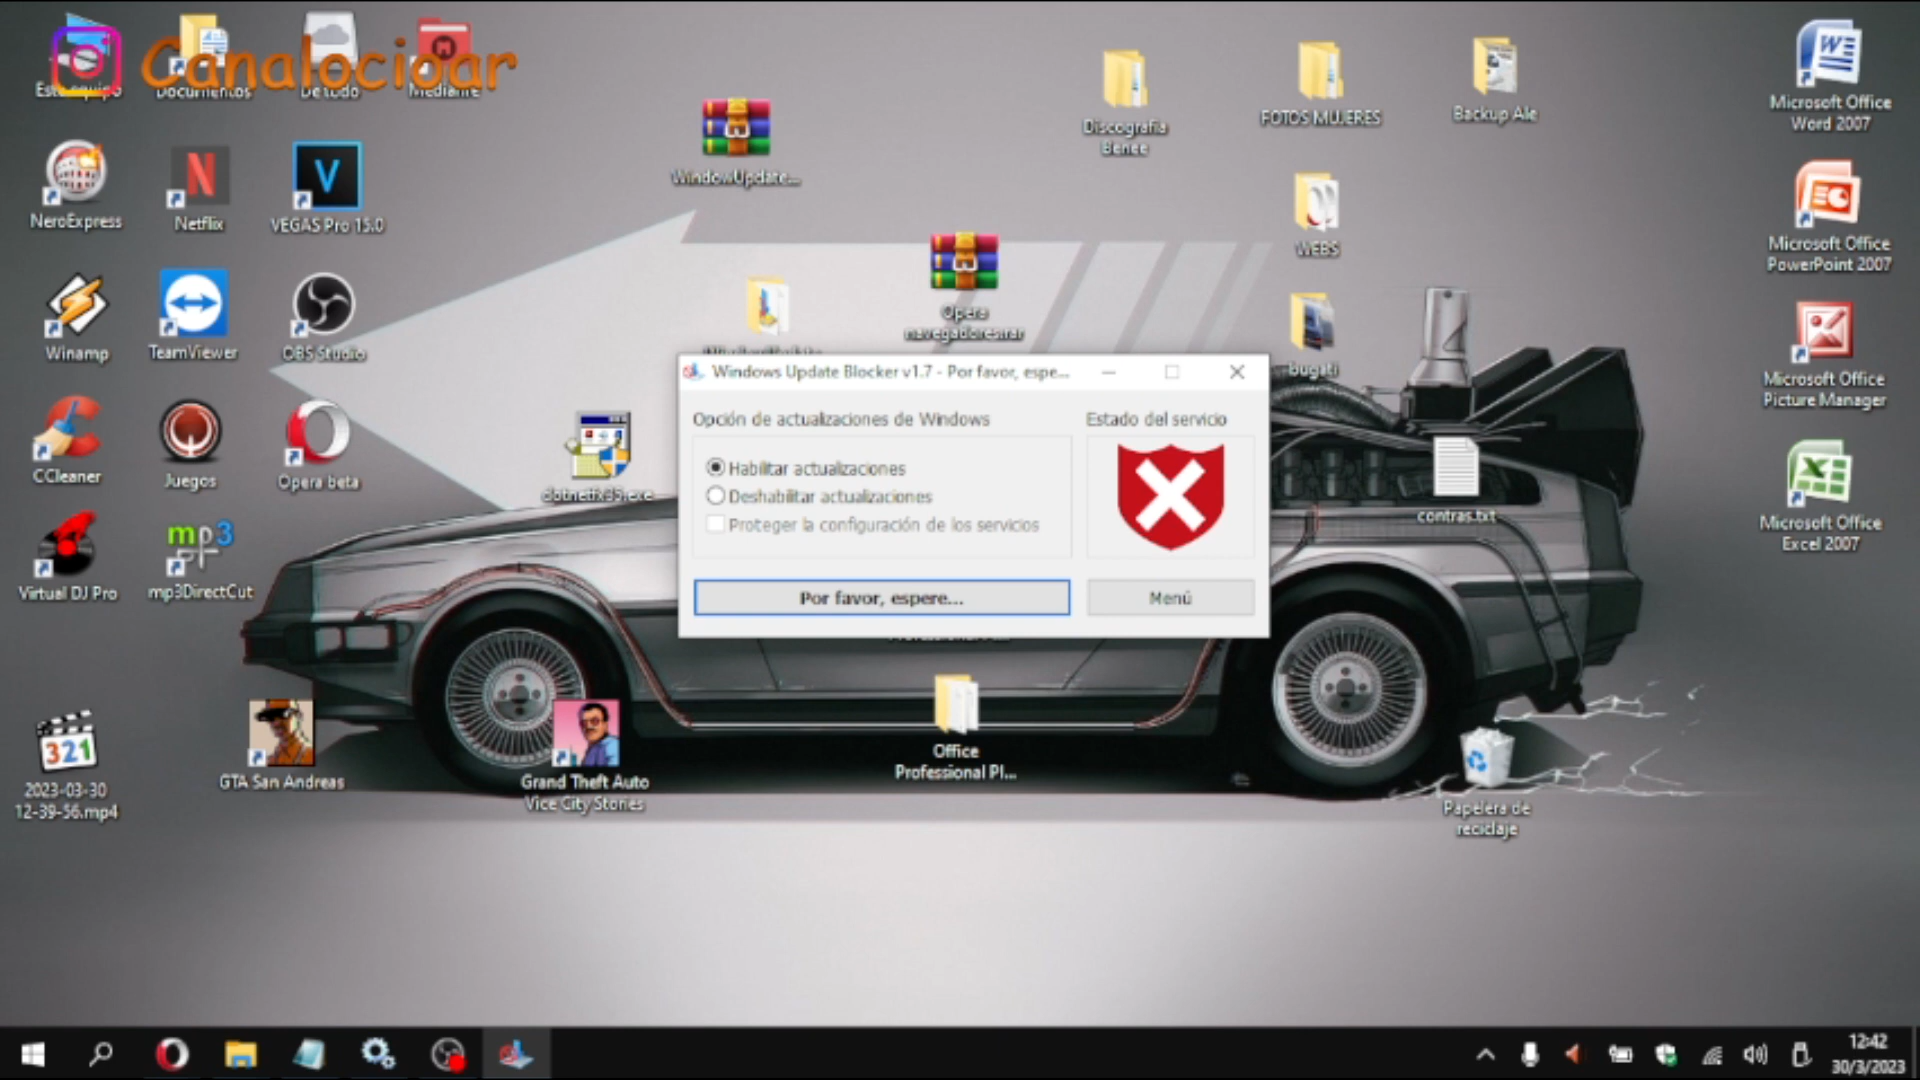 Canalocioar
Este equipo
Documentos
De todo
Mediafire
WindowUpdate...
Discografia
Benee
FOTOS MUJERES
Backup Ale
Microsoft Office
Word 2007
NeroExpress
Netflix
VEGAS Pro 15.0
WEBS
Microsoft Office
PowerPoint 2007
Winamp
TeamViewer
OBS Studio
Opera
navegadores.rar
Bugati
Microsoft Office
Picture Manager
Windows Update Blocker v1.7 - Por favor, espe...
Opción de actualizaciones de Windows
Estado del servicio
Habilitar actualizaciones
Deshabilitar actualizaciones
Proteger la configuración de los servicios
Por favor, espere...
Menú
CCleaner
Juegos
Opera beta
dotnetfx35.exe
contras.txt
Microsoft Office
Excel 2007
mp3
Virtual DJ Pro
mp3DirectCut
321
2023-03-30
12-39-56.mp4
GTA San Andreas
Grand Theft Auto
Vice City Stories
Office
Professional Pl...
Papelera de
reciclaje
12:42
30/3/2023